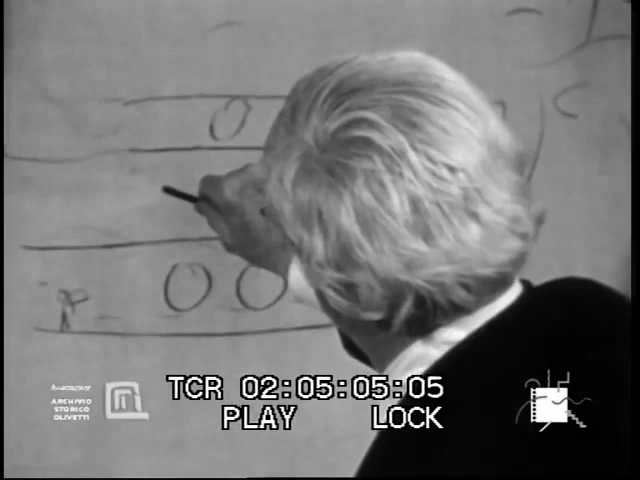 TCR 02:05:05:05
PLAY LOCK
ARCHIVIO
STORICO
OLIVETTI